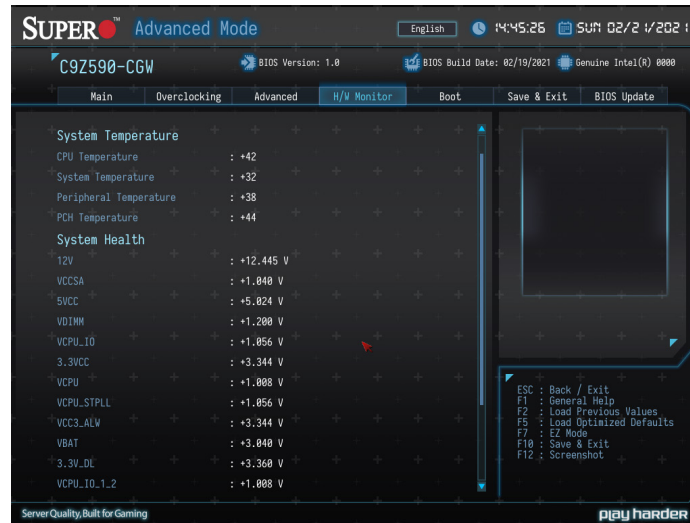 SUPER ™ Advanced Mode English 14:45:26 SUN 02/21/2021
C9Z590-CGW BIOS Version: 1.0 BIOS Build Date: 02/19/2021 Genuine Intel(R) 0000
Main Overclocking Advanced H/W Monitor Boot Save & Exit BIOS Update
System Temperature
CPU Temperature : +42
System Temperature : +32
Peripheral Temperature : +38
PCH Temperature : +44
System Health
12V : +12.445 V
VCCSA : +1.040 V
5VCC : +5.024 V
VDIMM : +1.200 V
VCPU_IO : +1.056 V
3.3VCC : +3.344 V
VCPU : +1.008 V
VCPU_STPLL : +1.056 V
VCC3_ALW : +3.344 V
VBAT : +3.040 V
3.3V_DL : +3.360 V
VCPU_IO_1_2 : +1.008 V
ESC : Back / Exit
F1 : General Help
F2 : Load Previous Values
F5 : Load Optimized Defaults
F7 : EZ Mode
F10 : Save & Exit
F12 : Screenshot
Server Quality, Built for Gaming
play harder